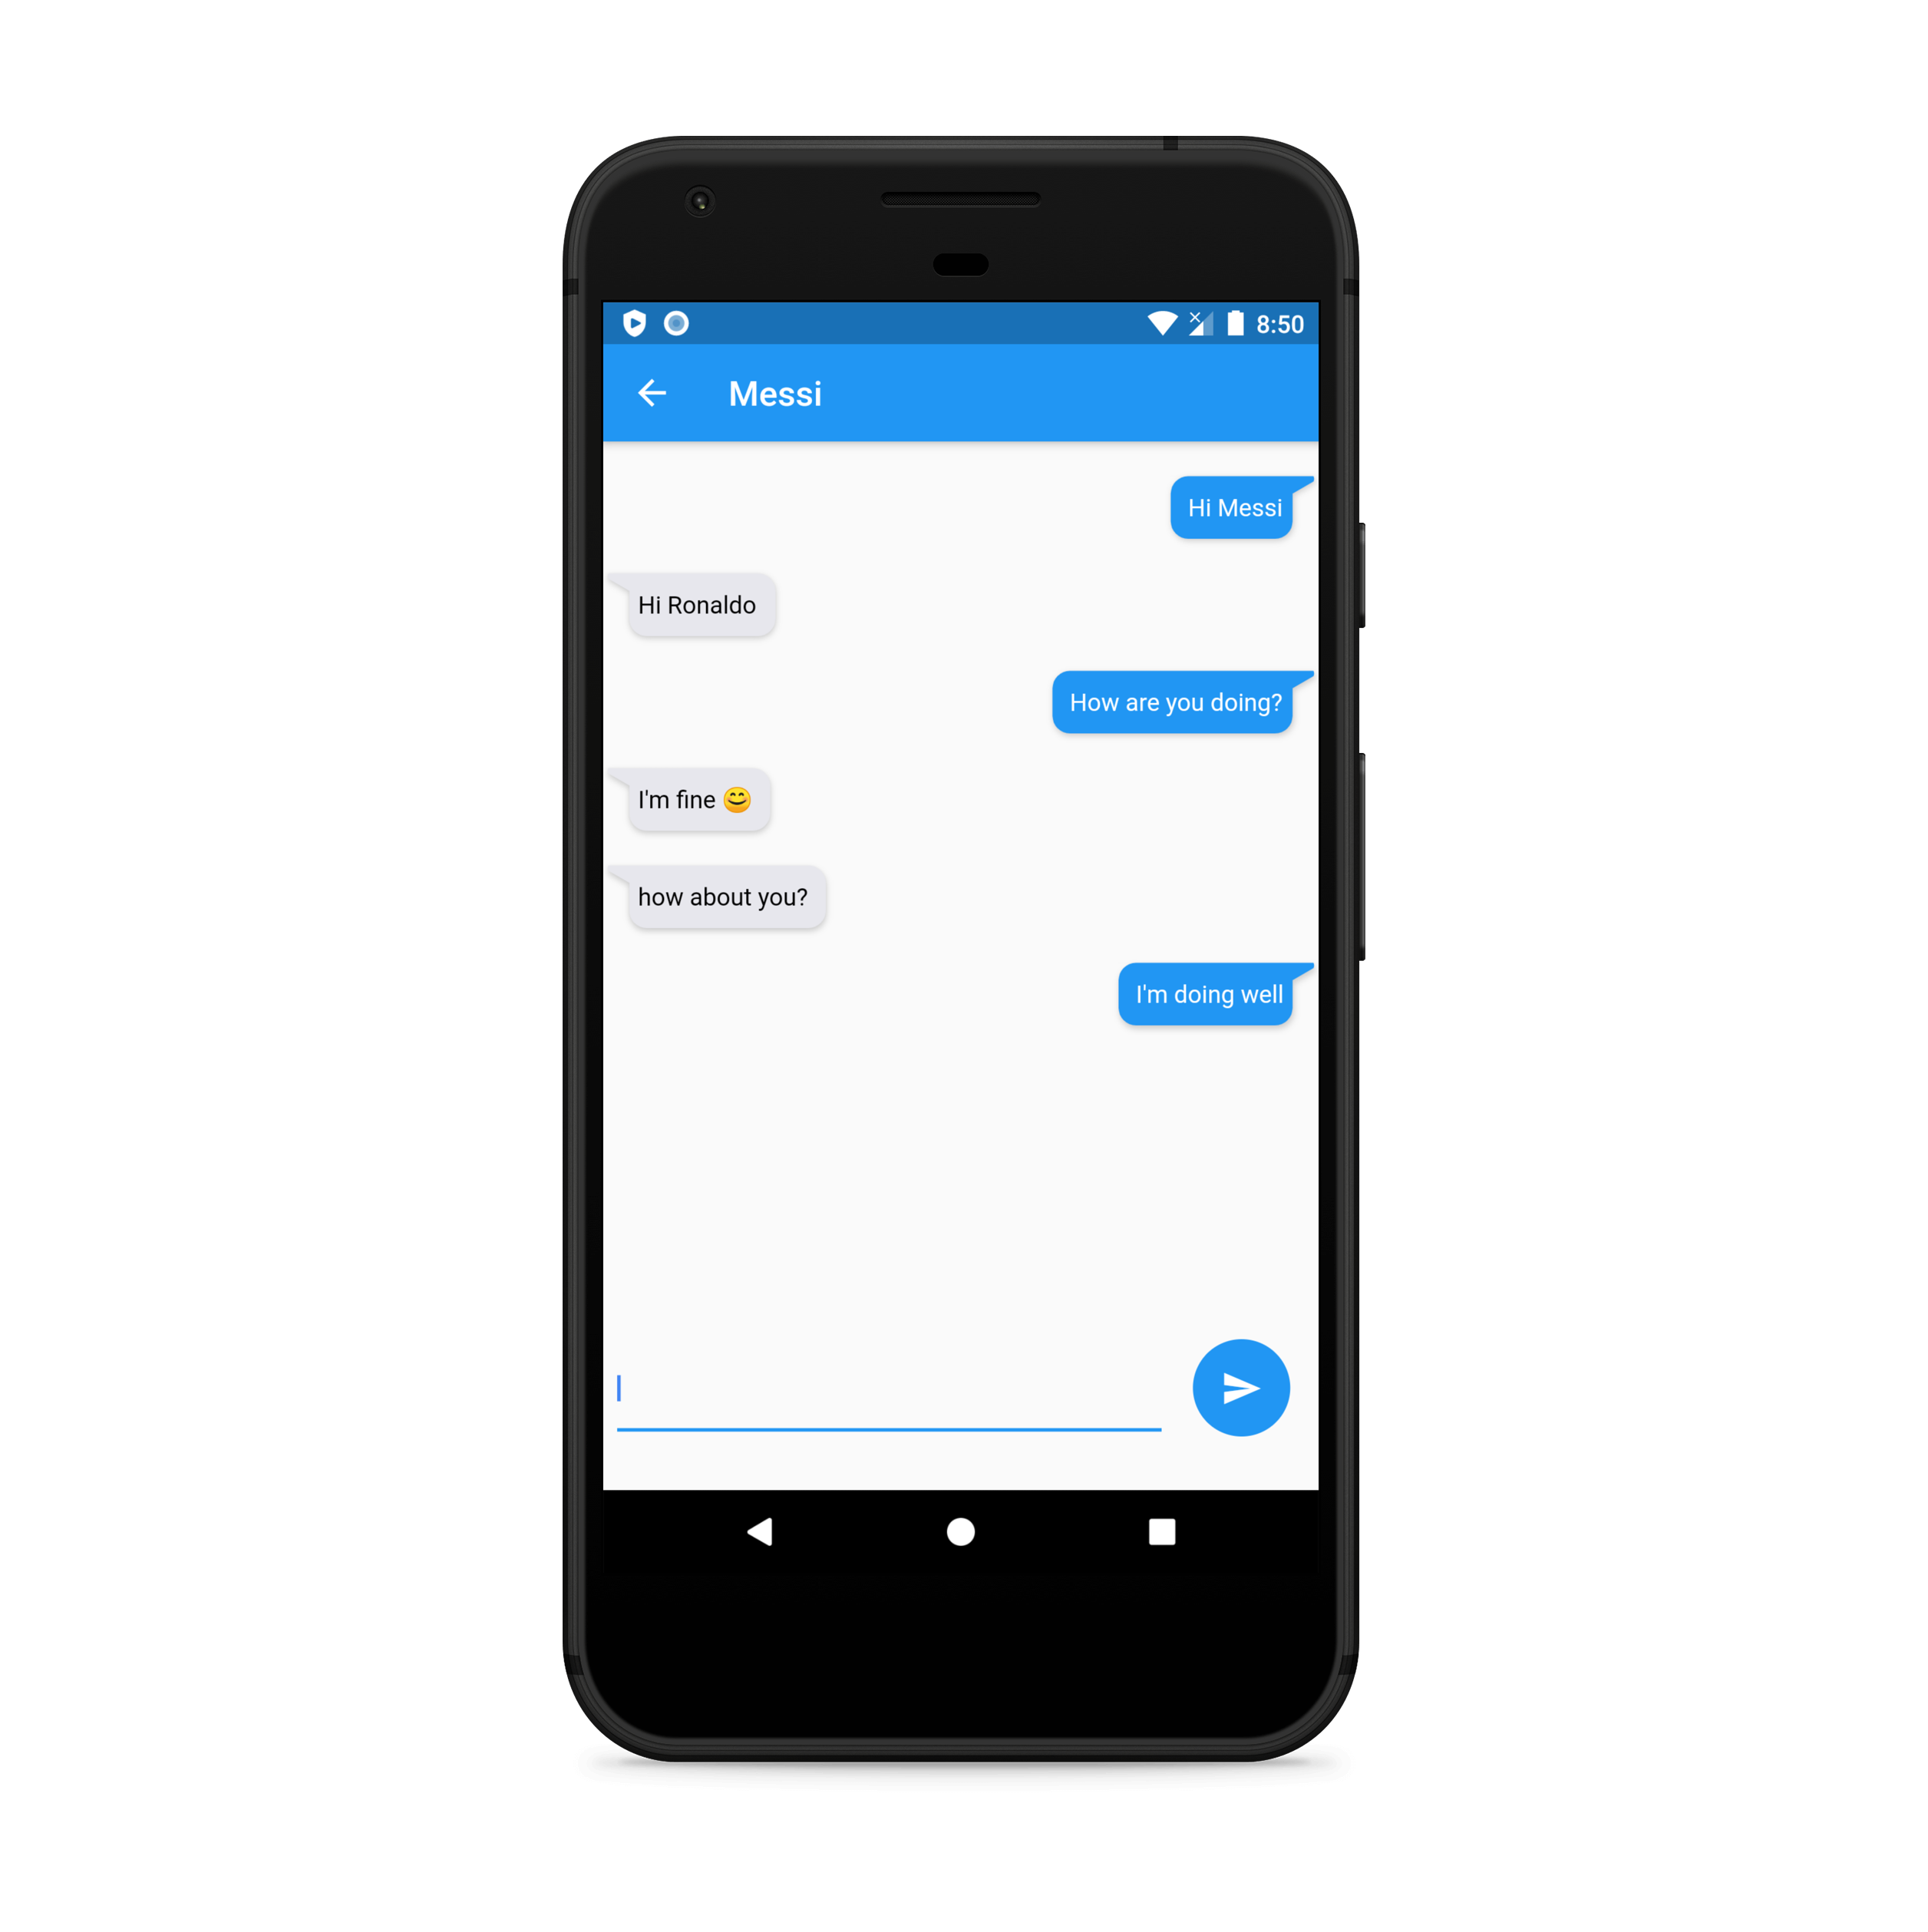 8:50
Messi
Hi Messi
Hi Ronaldo
How are you doing?
I'm fine 😊
how about you?
I'm doing well